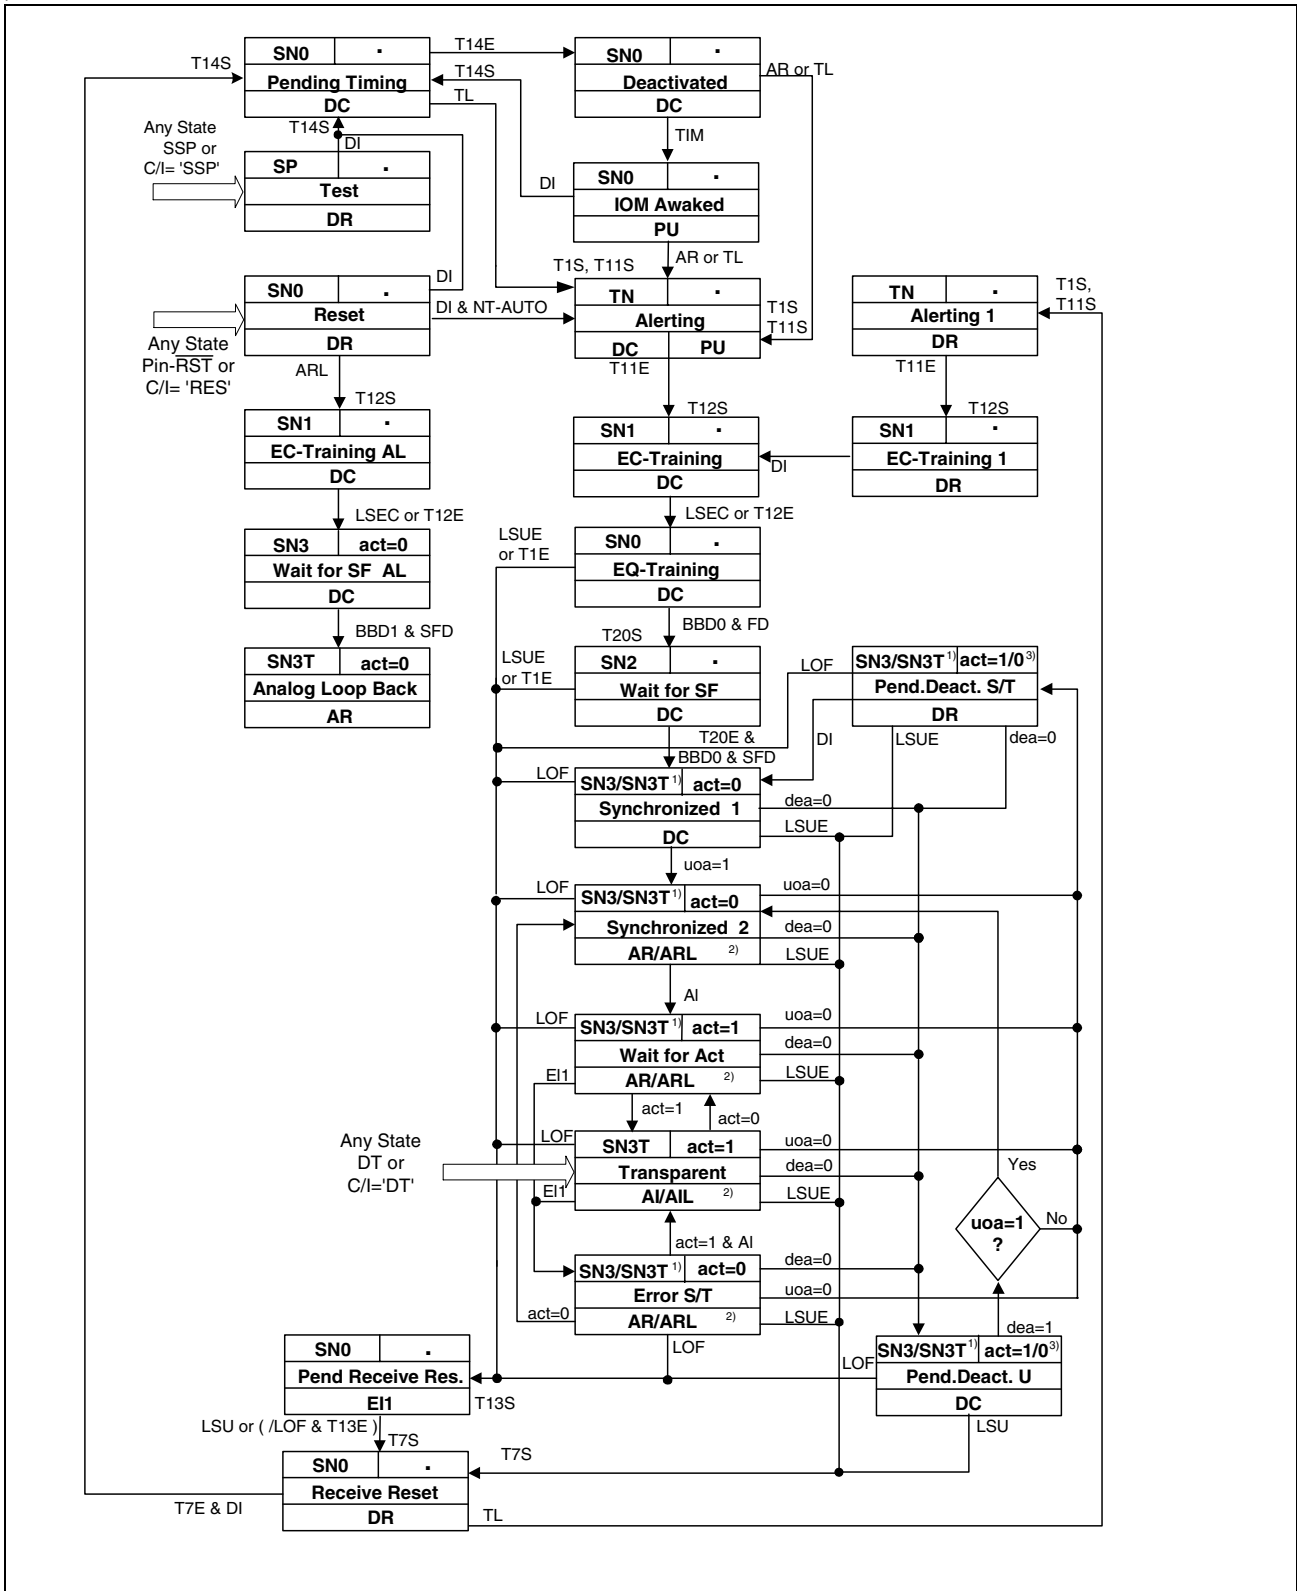 SN0 .
Pending Timing
DC
T14S
T14E
T14S
TL
SN0 .
Deactivated
DC
AR or TL
TIM
T14S
DI
Any State
SSP or
C/I= 'SSP'
SP .
Test
DR
SN0 .
IOM Awaked
PU
DI
AR or TL
T1S, T11S
SN0 .
Reset
DR
DI
DI & NT-AUTO
Any State
Pin-RST or
C/I= 'RES'
ARL
TN .
Alerting
DC PU
T1S
T11S
T11E
TN .
Alerting 1
DR
T1S,
T11S
T11E
T12S
SN1 .
EC-Training AL
DC
T12S
SN1 .
EC-Training
DC
DI
T12S
SN1 .
EC-Training 1
DR
LSEC or T12E
LSEC or T12E
SN3 act=0
Wait for SF AL
DC
LSUE
or T1E
SN0 .
EQ-Training
DC
BBD1 & SFD
BBD0 & FD
T20S
SN3T act=0
Analog Loop Back
AR
LSUE
or T1E
SN2 .
Wait for SF
DC
LOF
SN3/SN3T 1) act=1/0 3)
Pend.Deact. S/T
DR
T20E &
BBD0 & SFD
DI
LSUE
dea=0
LOF
SN3/SN3T 1) act=0
Synchronized 1
DC
dea=0
LSUE
uoa=1
LOF
SN3/SN3T 1) act=0
Synchronized 2
AR/ARL 2)
uoa=0
dea=0
LSUE
AI
LOF
SN3/SN3T 1) act=1
Wait for Act
AR/ARL 2)
uoa=0
dea=0
LSUE
EI1
act=1
act=0
Any State
DT or
C/I='DT'
LOF
SN3T act=1
Transparent
AI/AIL 2)
uoa=0
dea=0
LSUE
EI1
Yes
uoa=1
?
No
act=1 & AI
SN3/SN3T 1) act=0
Error S/T
AR/ARL 2)
dea=0
uoa=0
LSUE
act=0
LOF
dea=1
SN3/SN3T 1) act=1/0 3)
Pend.Deact. U
DC
LOF
LSU
SN0 .
Pend Receive Res.
EI1
T13S
LSU or ( /LOF & T13E )
T7S
T7S
SN0 .
Receive Reset
DR
T7E & DI
TL